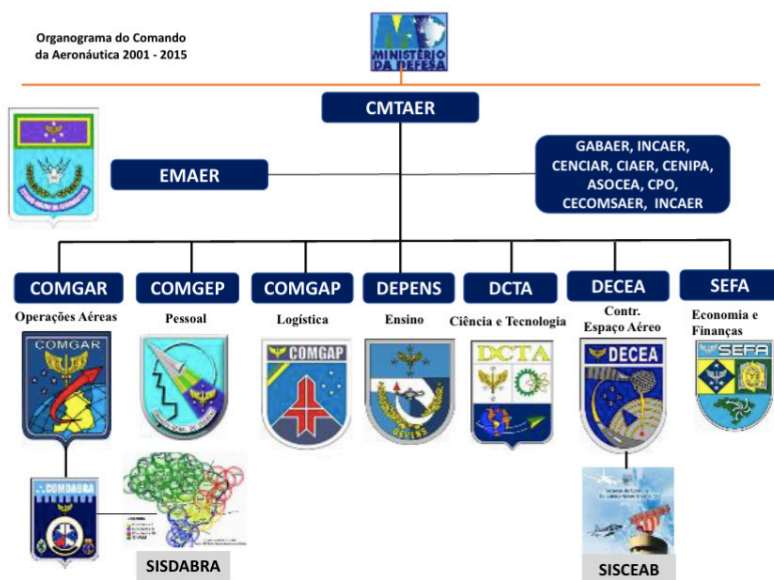 Organograma do Comando
da Aeronáutica 2001 - 2015
MINISTÉRIO
DA DEFESA
CMTAER
EMAER
GABAER, INCAER,
CENCIAR, CIAER, CENIPA,
ASOCEA, CPO,
CECOMSAER, INCAER
COMGAR
COMGEP
COMGAP
DEPENS
DCTA
DECEA
SEFA
Operações Aéreas
Pessoal
Logística
Ensino
Ciência e Tecnologia
Contr.
Espaço Aéreo
Economia e
Finanças
COMGAR
COMGAP
DEPENS
DCTA
DECEA
SEFA
COMDABRA
SISDABRA
SISCEAB